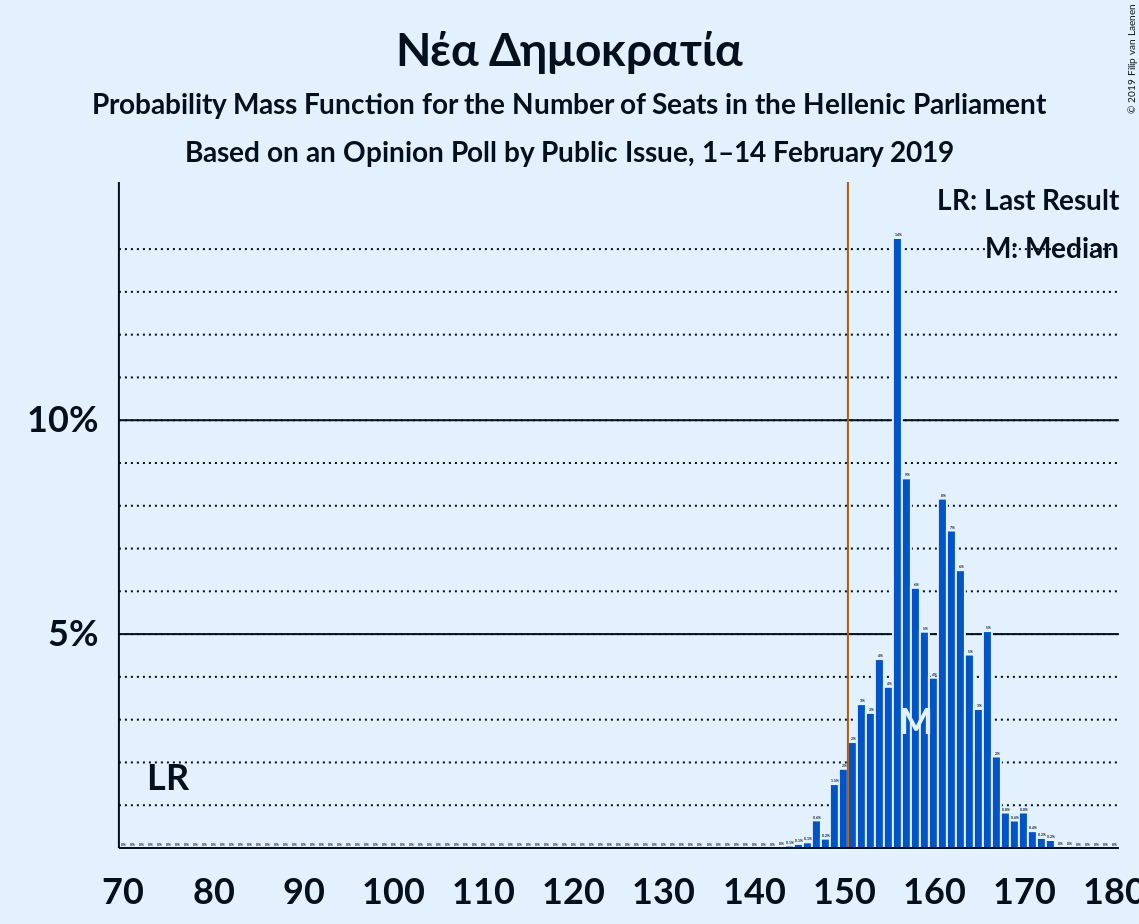 © 2019 Filip van Laenen
Νέα Δημοκρατία
Probability Mass Function for the Number of Seats in the Hellenic Parliament
Based on an Opinion Poll by Public Issue, 1–14 February 2019
LR: Last Result
M: Median
10%
5%
LR
M
70 80 90 100 110 120 130 140 150 160 170 180